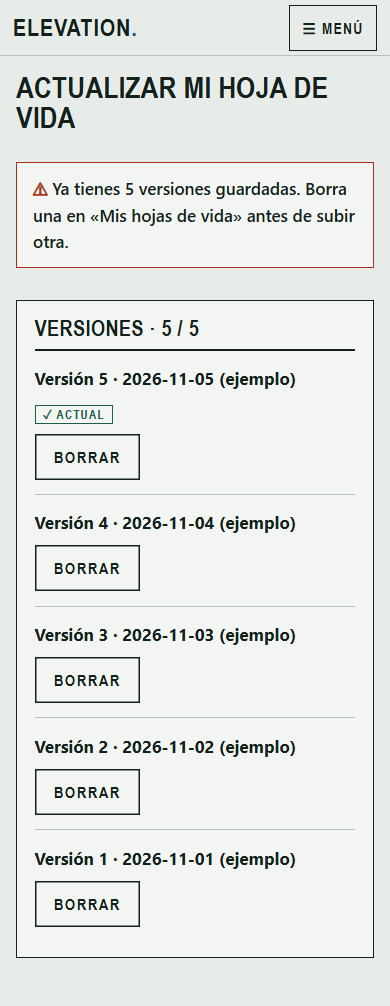 ELEVATION.
☰ MENÚ
ACTUALIZAR MI HOJA DE
VIDA
⚠ Ya tienes 5 versiones guardadas. Borra
una en «Mis hojas de vida» antes de subir
otra.
VERSIONES · 5 / 5
Versión 5 · 2026-11-05 (ejemplo)
✓ ACTUAL
BORRAR
Versión 4 · 2026-11-04 (ejemplo)
BORRAR
Versión 3 · 2026-11-03 (ejemplo)
BORRAR
Versión 2 · 2026-11-02 (ejemplo)
BORRAR
Versión 1 · 2026-11-01 (ejemplo)
BORRAR